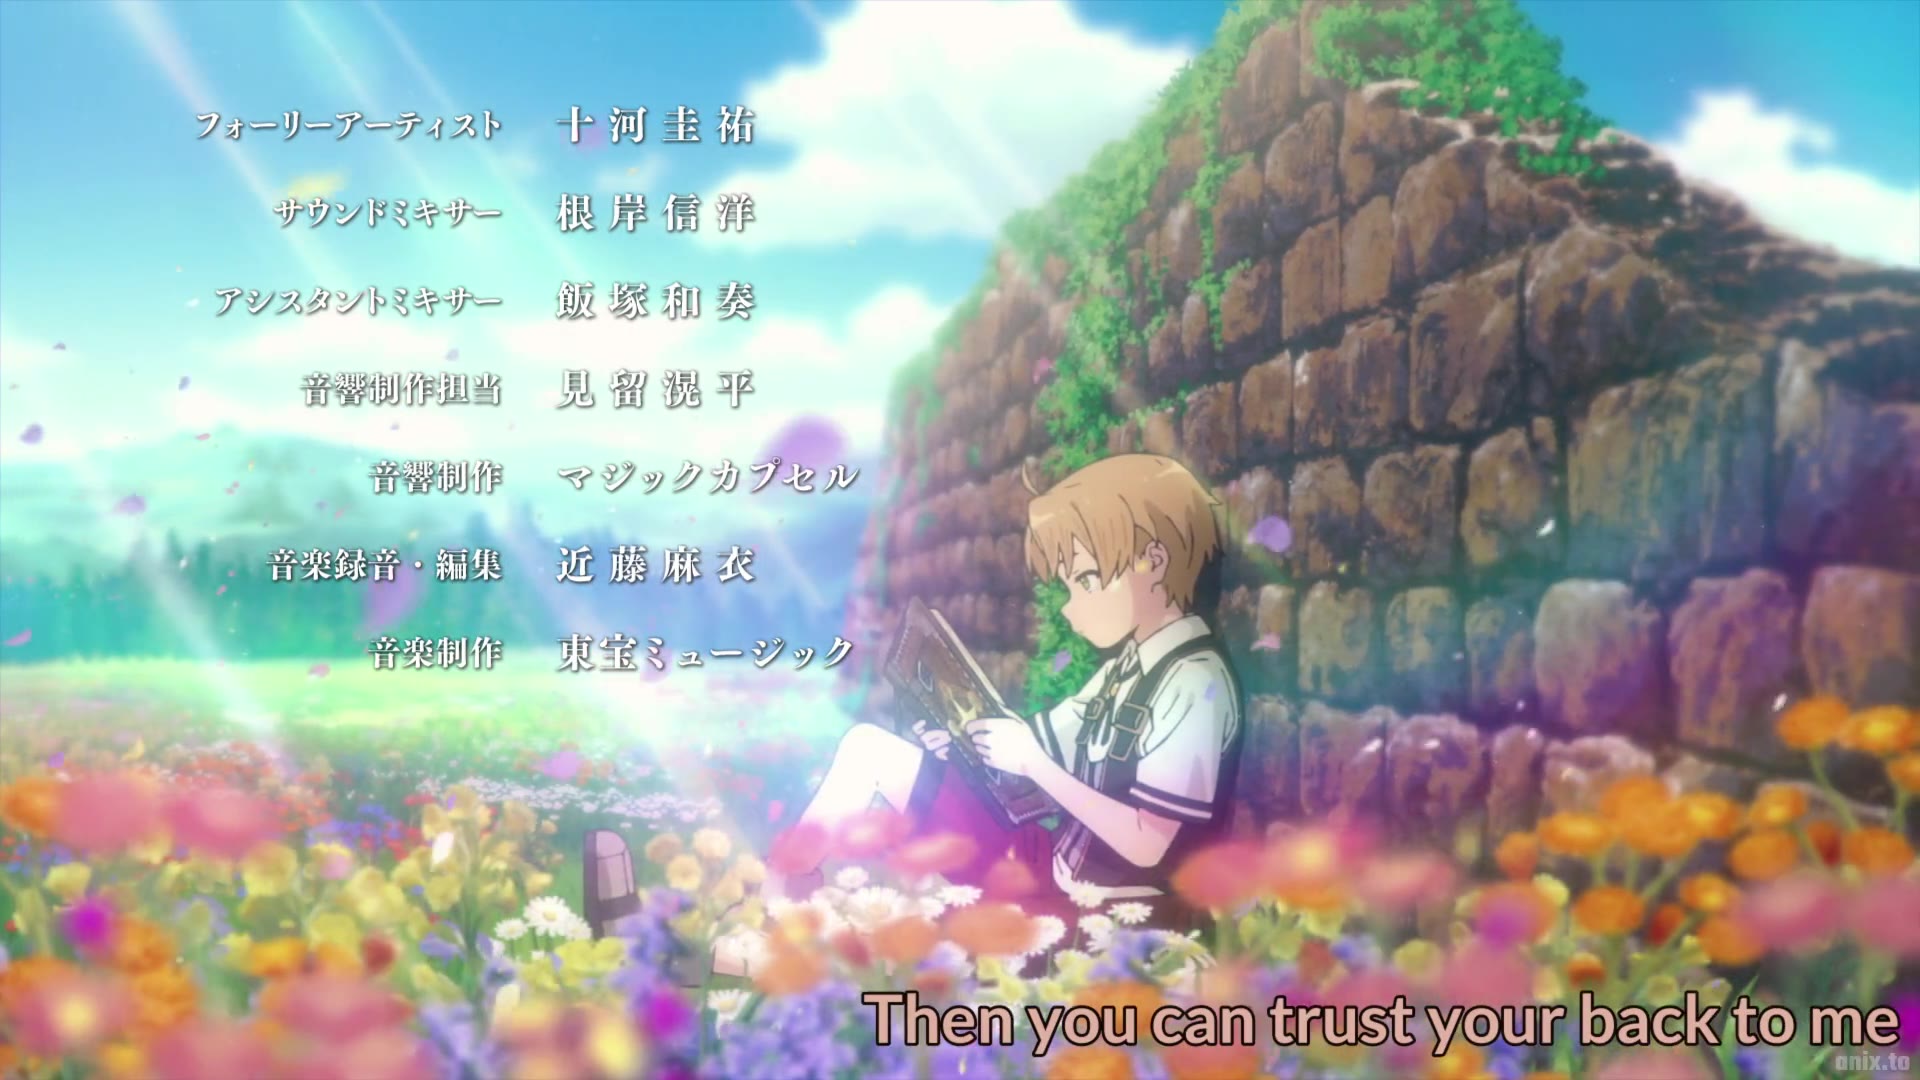 フォーリーアーティスト 十河圭祐
サウンドミキサー 根岸信洋
アシスタントミキサー 飯塚和奏
音響制作担当 見留滉平
音響制作 マジックカプセル
音楽録音・編集 近藤麻衣
音楽制作 東宝ミュージック
Then you can trust your back to me
anix.to